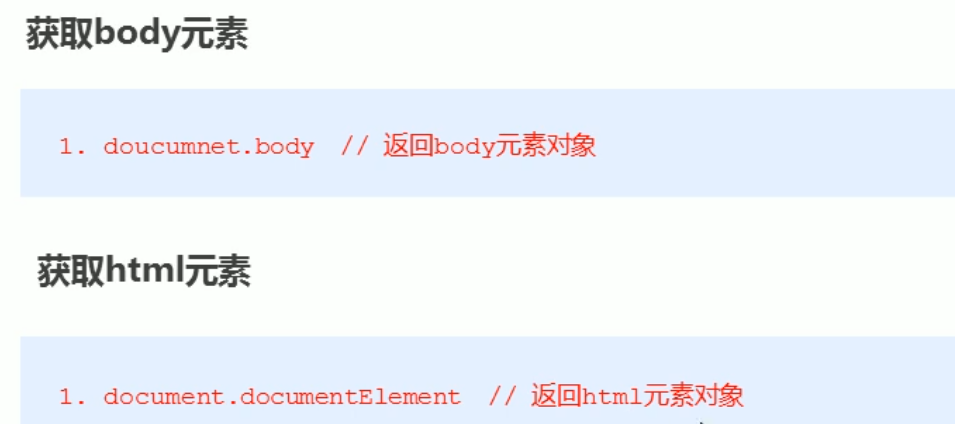 获取body元素
1. doucumnet.body // 返回body元素对象
获取html元素
1. document.documentElement // 返回html元素对象